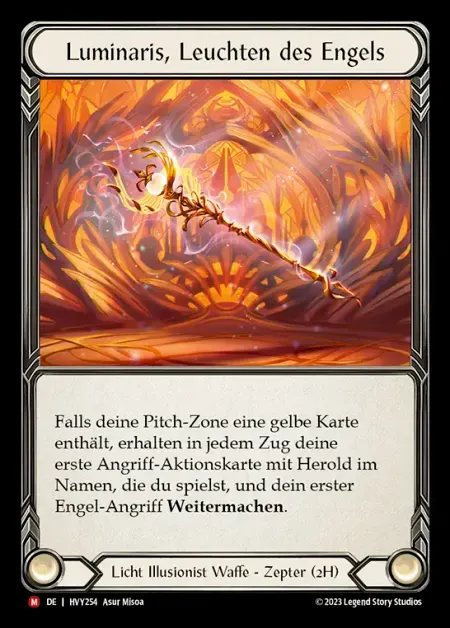 Luminaris, Leuchten des Engels
Falls deine Pitch-Zone eine gelbe Karte
enthält, erhalten in jedem Zug deine
erste Angriff-Aktionskarte mit Herold im
Namen, die du spielst, und dein erster
Engel-Angriff Weitermachen.
Licht Illusionist Waffe - Zepter (2H)
M DE | HVY254 Asur Misoa
© 2023 Legend Story Studios